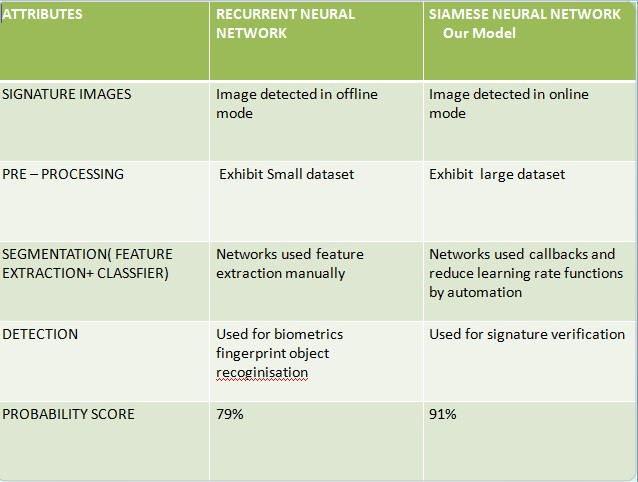 ATTRIBUTES
RECURRENT NEURAL
NETWORK
SIAMESE NEURAL NETWORK
Our Model
SIGNATURE IMAGES
Image detected in offline
mode
Image detected in online
mode
PRE – PROCESSING
Exhibit Small dataset
Exhibit large dataset
SEGMENTATION( FEATURE
EXTRACTION+ CLASSFIER)
Networks used feature
extraction manually
Networks used callbacks and
reduce learning rate functions
by automation
DETECTION
Used for biometrics
fingerprint object
recoginisation
Used for signature verification
PROBABILITY SCORE
79%
91%